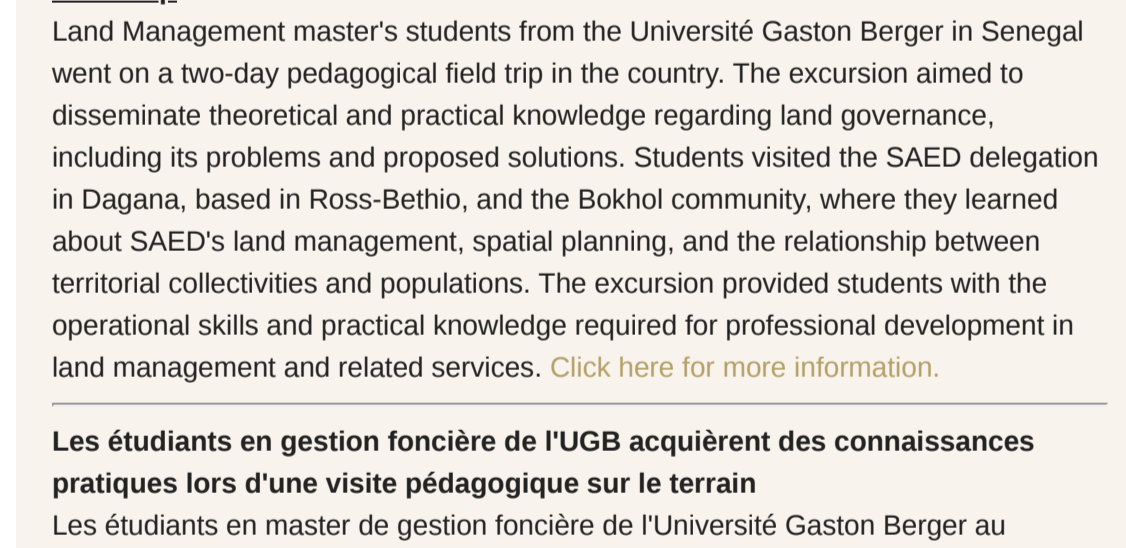 Land Management master's students from the Université Gaston Berger in Senegal
went on a two-day pedagogical field trip in the country. The excursion aimed to
disseminate theoretical and practical knowledge regarding land governance,
including its problems and proposed solutions. Students visited the SAED delegation
in Dagana, based in Ross-Bethio, and the Bokhol community, where they learned
about SAED's land management, spatial planning, and the relationship between
territorial collectivities and populations. The excursion provided students with the
operational skills and practical knowledge required for professional development in
land management and related services. Click here for more information.
Les étudiants en gestion foncière de l'UGB acquièrent des connaissances
pratiques lors d'une visite pédagogique sur le terrain
Les étudiants en master de gestion foncière de l'Université Gaston Berger au